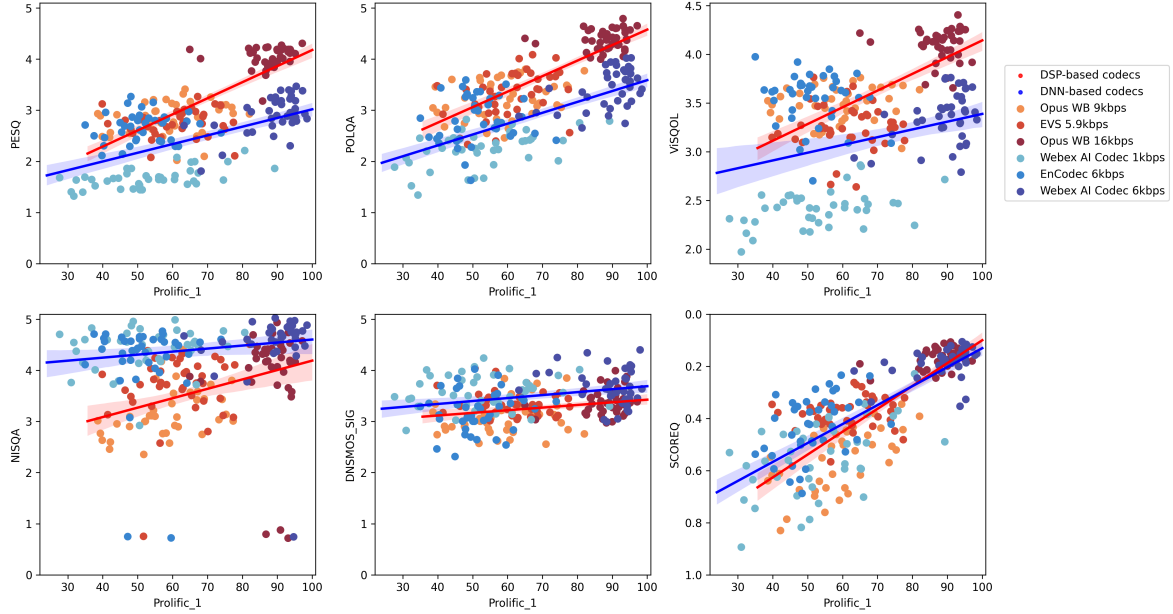 5
4
3
2
1
0
PESQ
30 40 50 60 70 80 90 100
Prolific_1
5
4
3
2
1
0
POLQA
30 40 50 60 70 80 90 100
Prolific_1
4.5
4.0
3.5
3.0
2.5
2.0
ViSQOL
30 40 50 60 70 80 90 100
Prolific_1
DSP-based codecs
DNN-based codecs
Opus WB 9kbps
EVS 5.9kbps
Opus WB 16kbps
Webex AI Codec 1kbps
EnCodec 6kbps
Webex AI Codec 6kbps
5
4
3
2
1
0
NISQA
30 40 50 60 70 80 90 100
Prolific_1
5
4
3
2
1
0
DNSMOS_SIG
30 40 50 60 70 80 90 100
Prolific_1
0.0
0.2
0.4
0.6
0.8
1.0
SCOREQ
30 40 50 60 70 80 90 100
Prolific_1